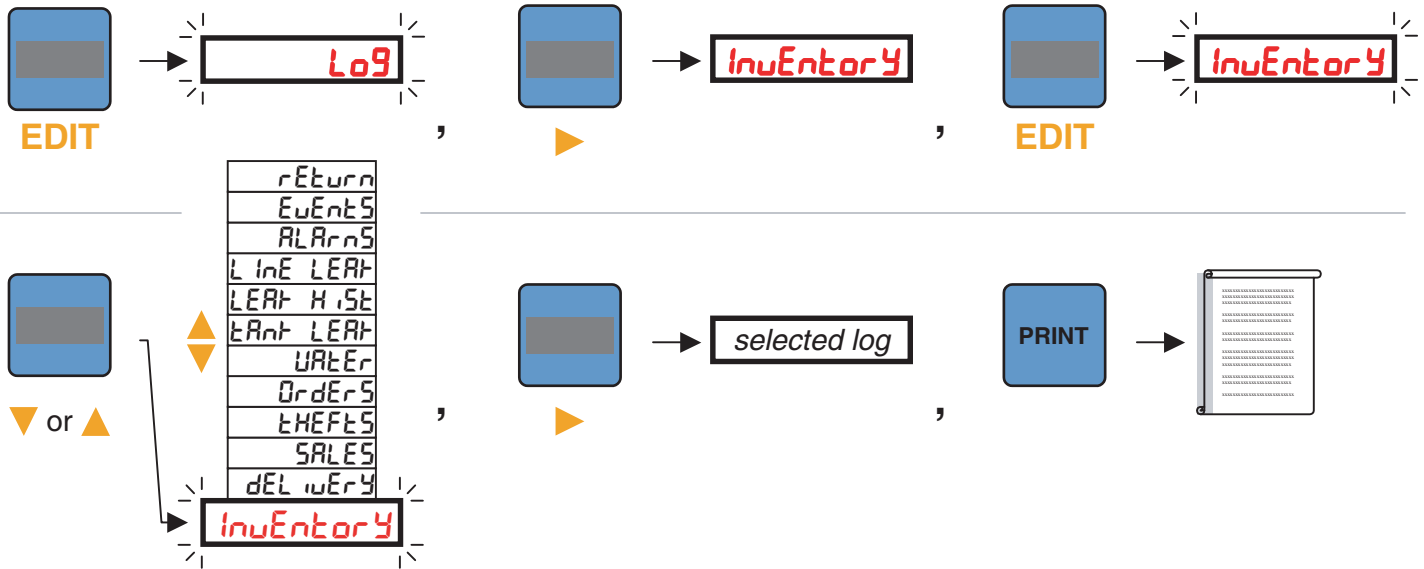 Log
InvEntorY
InvEntorY
EDIT
,
,
EDIT
rEturn
EvEntS
ALArmS
LInE LEAk
LEAk HiSt
tAnk LEAk
WAtEr
OrdErS
tHEFtS
SALES
dELivErY
InvEntorY
▼ or ▲
,
selected log
,
PRINT